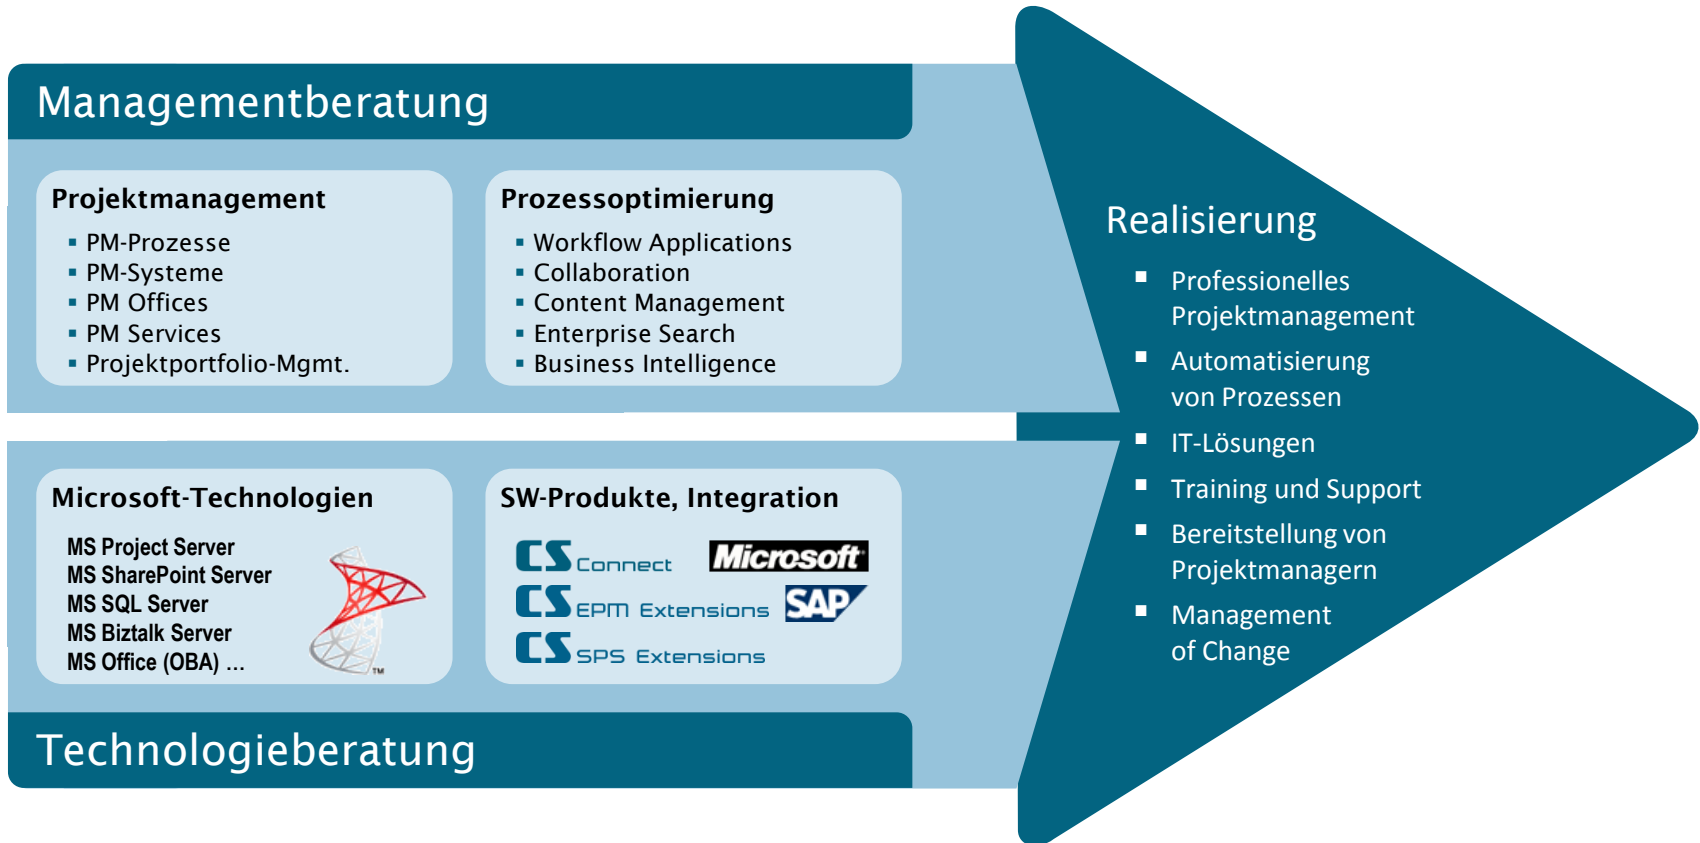 Managementberatung
Projektmanagement
PM-Prozesse
PM-Systeme
PM Offices
PM Services
Projektportfolio-Mgmt.
Prozessoptimierung
Workflow Applications
Collaboration
Content Management
Enterprise Search
Business Intelligence
Microsoft-Technologien
MS Project Server
MS SharePoint Server
MS SQL Server
MS Biztalk Server
MS Office (OBA) ...
TM
SW-Produkte, Integration
CS Connect
Microsoft
CS EPM Extensions
SAP
CS SPS Extensions
Technologieberatung
Realisierung
Professionelles
Projektmanagement
Automatisierung
von Prozessen
IT-Lösungen
Training und Support
Bereitstellung von
Projektmanagern
Management
of Change